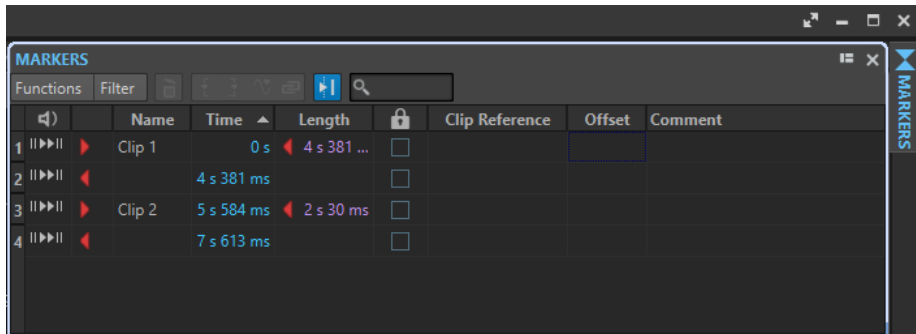 MARKERS
Functions Filter
Name Time Length Clip Reference Offset Comment
1 Clip 1 0 s 4 s 381 ...
2 4 s 381 ms
3 Clip 2 5 s 584 ms 2 s 30 ms
4 7 s 613 ms
MARKERS